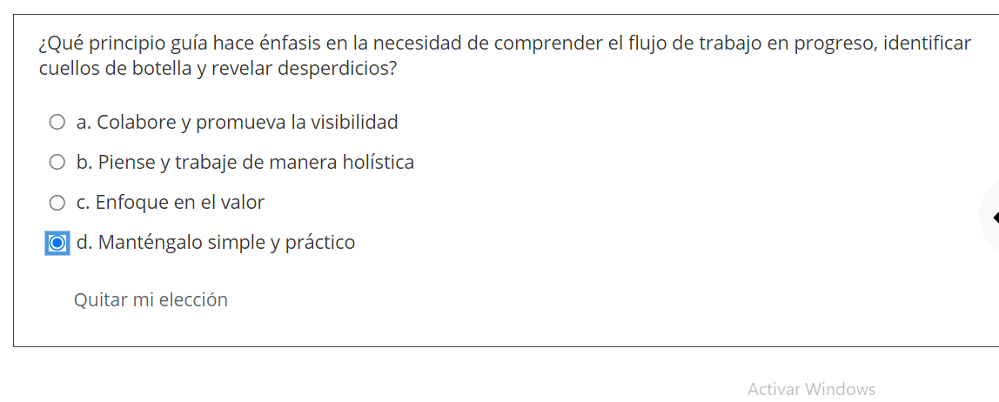 ¿Qué principio guía hace énfasis en la necesidad de comprender el flujo de trabajo en progreso, identificar
cuellos de botella y revelar desperdicios?
a. Colabore y promueva la visibilidad
b. Piense y trabaje de manera holística
c. Enfoque en el valor
d. Manténgalo simple y práctico
Quitar mi elección
Activar Windows